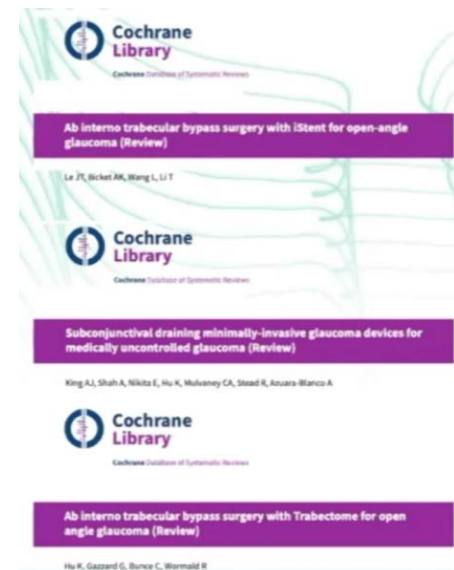 Cochrane
Library
Cochrane Database of Systematic Reviews
Ab interno trabecular bypass surgery with iStent for open-angle
glaucoma (Review)
Le JT, Bicket AK, Wang L, Li T
Cochrane
Library
Cochrane Database of Systematic Reviews
Subconjunctival draining minimally-invasive glaucoma devices for
medically uncontrolled glaucoma (Review)
King AJ, Shah A, Nikita E, Hu K, Mulvaney CA, Stead R, Azuara-Blanco A
Cochrane
Library
Cochrane Database of Systematic Reviews
Ab interno trabecular bypass surgery with Trabectome for open
angle glaucoma (Review)
Hu K, Gazzard G, Bunce C, Wormald R